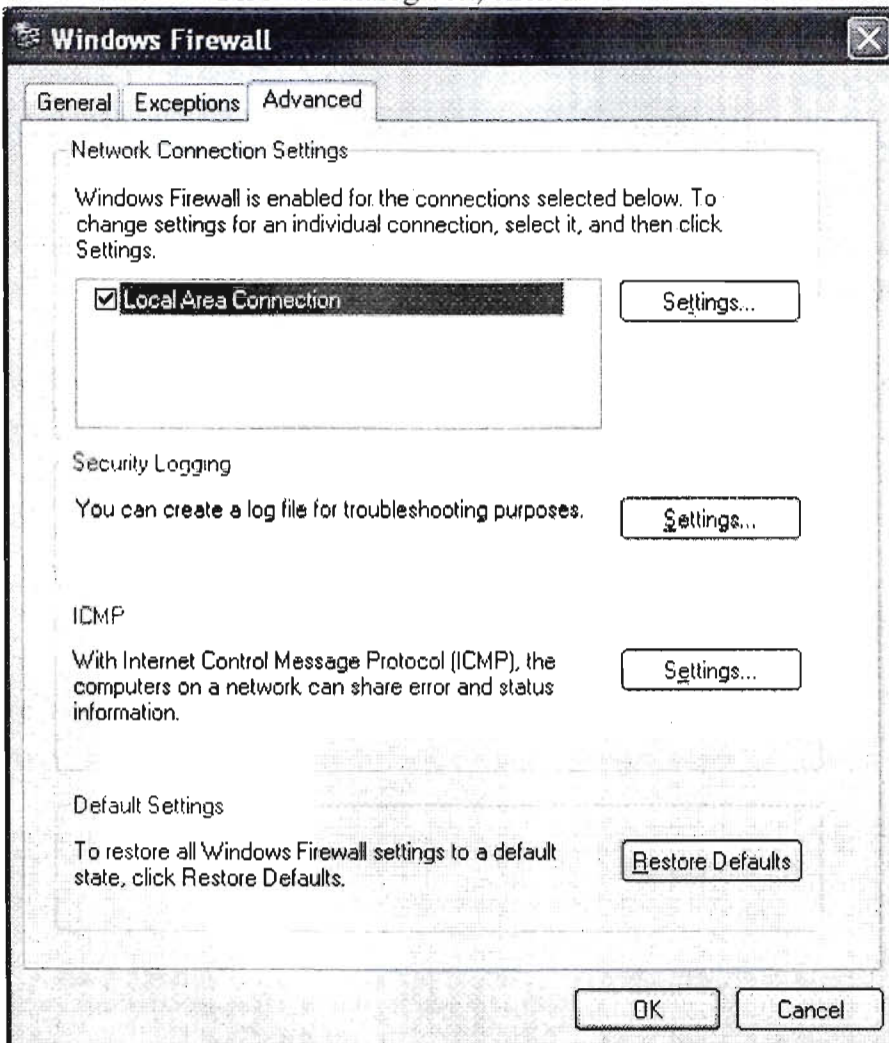 Windows Firewall
General Exceptions Advanced
Network Connection Settings
Windows Firewall is enabled for the connections selected below. To
change settings for an individual connection, select it, and then click
Settings.
Local Area Connection
Settings...
Security Logging
You can create a log file for troubleshooting purposes.
Settings...
ICMP
With Internet Control Message Protocol (ICMP), the
computers on a network can share error and status
information.
Settings...
Default Settings
To restore all Windows Firewall settings to a default
state, click Restore Defaults.
Restore Defaults
OK Cancel